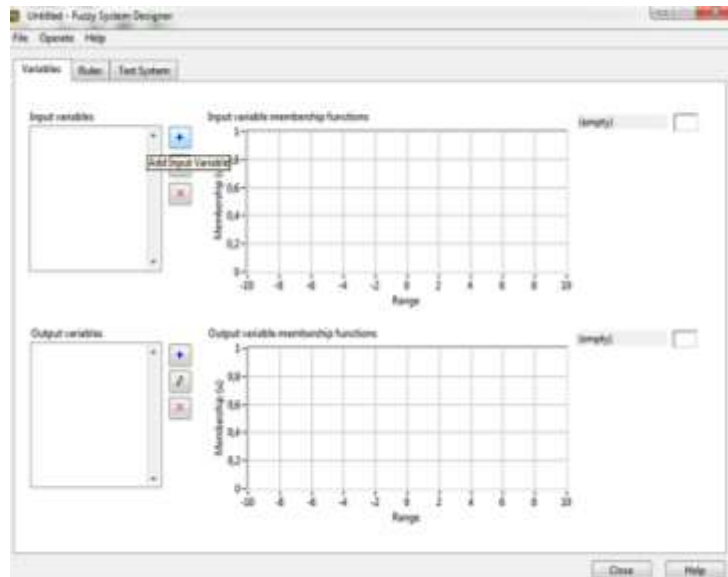 Untitled - Fuzzy System Designer
File Operate Help
Variables Rules Test System
Input variables
Input variable membership functions
(empty)
Add Input Variable
Membership (u)
1
0,6
0,4
0,2
0
-10 -8 -6 -4 -2 0 2 4 6 8 10
Range
Output variables
Output variable membership functions
(empty)
Membership (u)
1
0,8
0,6
0,4
0,2
0
-10 -8 -6 -4 -2 0 2 4 6 8 10
Range
Close Help